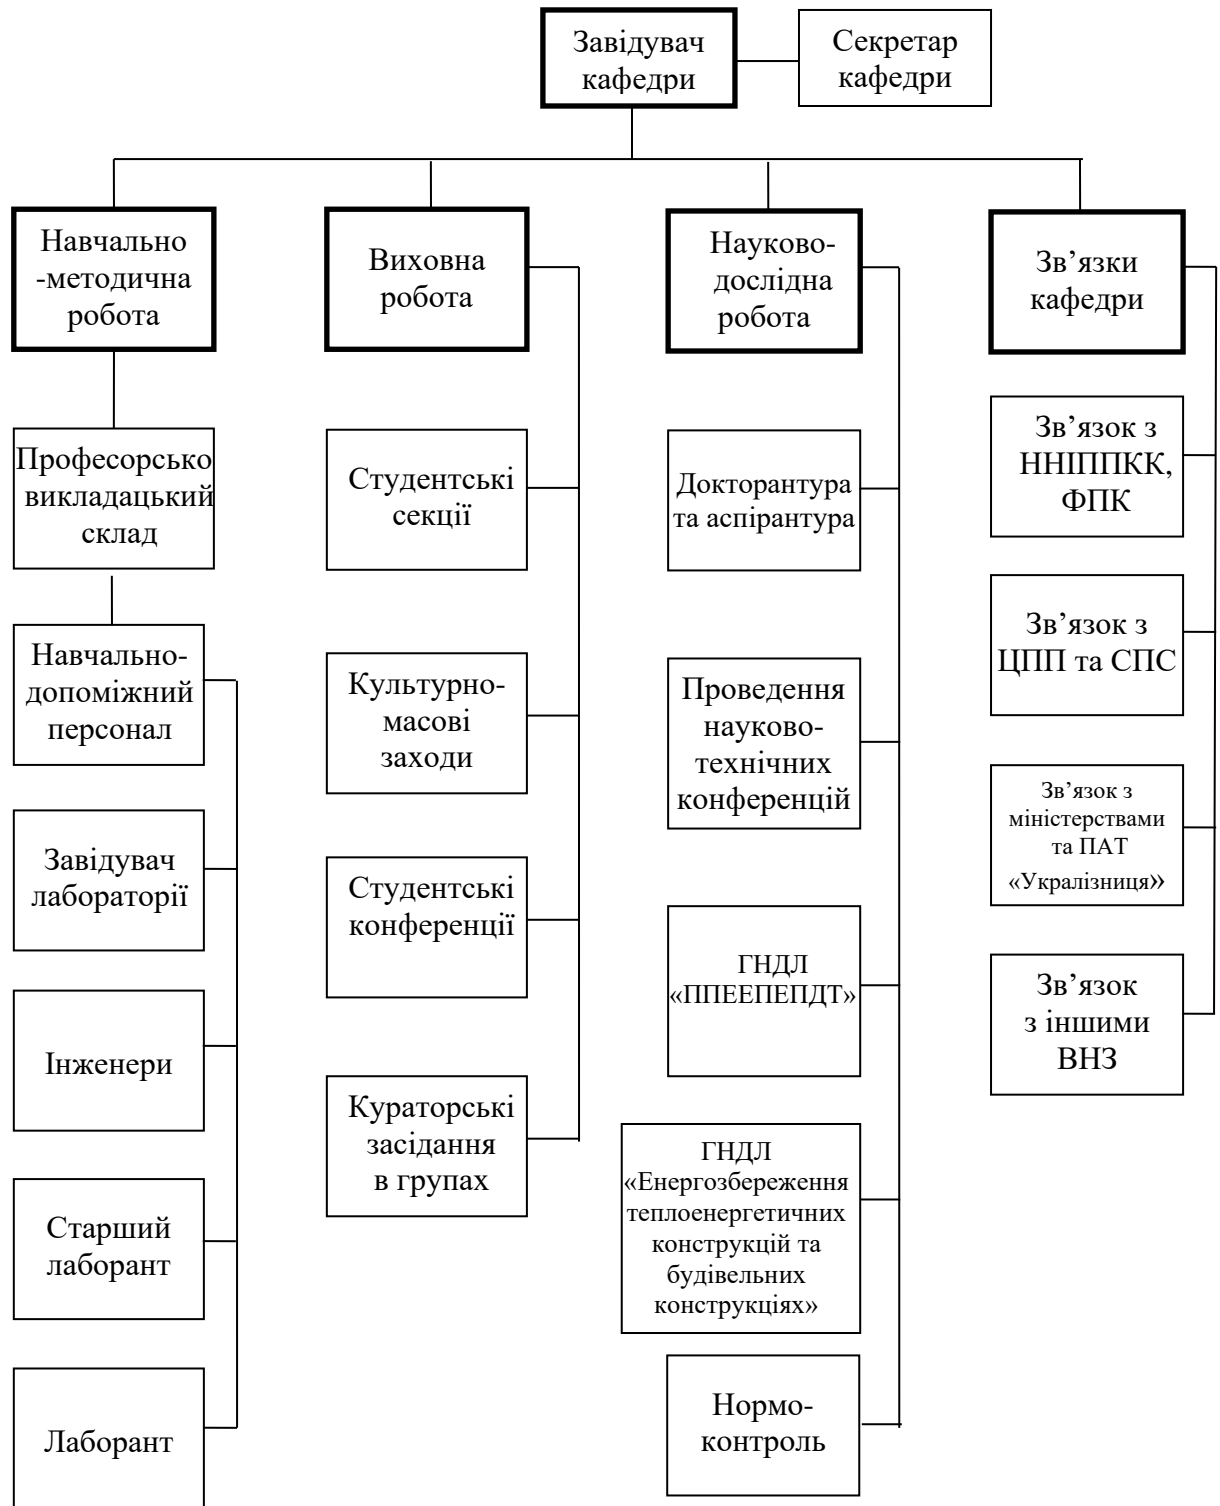 Завідувач
кафедри
Секретар
кафедри
Навчально
-методична
робота
Виховна
робота
Науково-
дослідна
робота
Зв’язки
кафедри
Професорсько
викладацький
склад
Навчально-
допоміжний
персонал
Завідувач
лабораторії
Інженери
Старший
лаборант
Лаборант
Студентські
секції
Культурно-
масові
заходи
Студентські
конференції
Кураторські
засідання
в групах
Докторантура
та аспірантура
Проведення
науково-
технічних
конференцій
ГНДЛ
«ППЕЕПЕПДТ»
ГНДЛ
«Енергозбереження
теплоенергетичних
конструкцій та
будівельних
конструкціях»
Нормо-
контроль
Зв’язок з
ННІППКК,
ФПК
Зв’язок з
ЦПП та СПС
Зв’язок з
міністерствами
та ПАТ
«Укралізниця»
Зв’язок
з іншими
ВНЗ